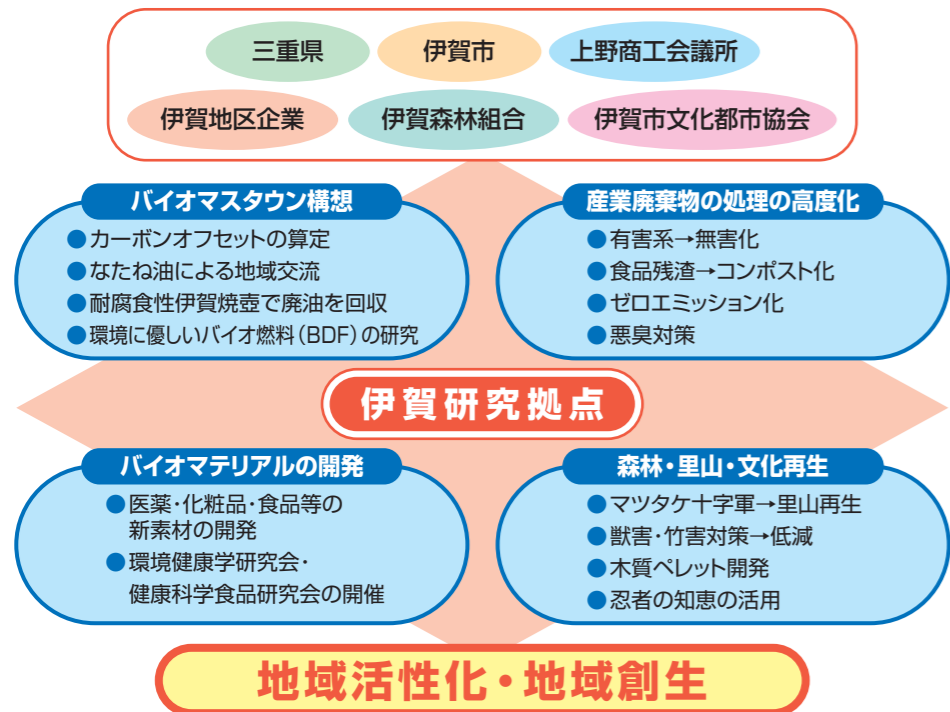 三重県
伊賀市
上野商工会議所
伊賀地区企業
伊賀森林組合
伊賀市文化都市協会
バイオマスタウン構想
●カーボンオフセットの算定
●なたね油による地域交流
●耐腐食性伊賀焼壺で廃油を回収
●環境に優しいバイオ燃料(BDF)の研究
産業廃棄物の処理の高度化
●有害系→無害化
●食品残渣→コンポスト化
●ゼロエミッション化
●悪臭対策
伊賀研究拠点
バイオマテリアルの開発
●医薬・化粧品・食品等の
新素材の開発
●環境健康学研究会・
健康科学食品研究会の開催
森林・里山・文化再生
●マツタケ十字軍→里山再生
●獣害・竹害対策→低減
●木質ペレット開発
●忍者の知恵の活用
地域活性化・地域創生